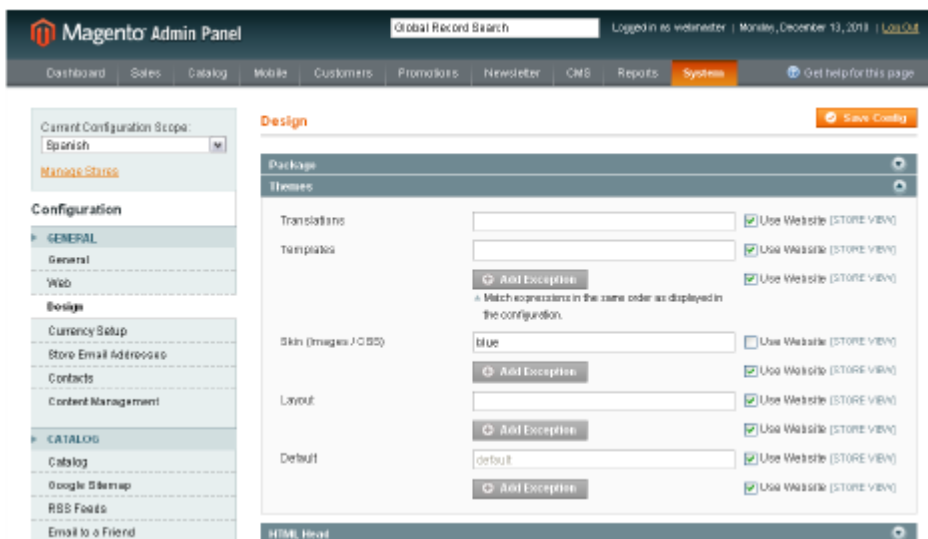 Magento Admin Panel
Global Record Search
Logged in as webmaster | Monday, December 13, 2010 | Log Out
Dashboard Sales Catalog Mobile Customers Promotions Newsletter CMS Reports System
Get help for this page
Current Configuration Scope:
Spanish
Manage Stores
Configuration
GENERAL
General
Web
Design
Currency Setup
Store Email Addresses
Contacts
Content Management
CATALOG
Catalog
Google Sitemap
RSS Feeds
Email to a Friend
Design
Save Config
Package
Themes
Translations
Use Website [STORE VIEW]
Templates
Use Website [STORE VIEW]
Add Exception
Use Website [STORE VIEW]
Match expressions in the same order as displayed in
the configuration.
Skin (Images / CSS)
blue
Use Website [STORE VIEW]
Add Exception
Use Website [STORE VIEW]
Layout
Use Website [STORE VIEW]
Add Exception
Use Website [STORE VIEW]
Default
default
Use Website [STORE VIEW]
Add Exception
Use Website [STORE VIEW]
HTML Head